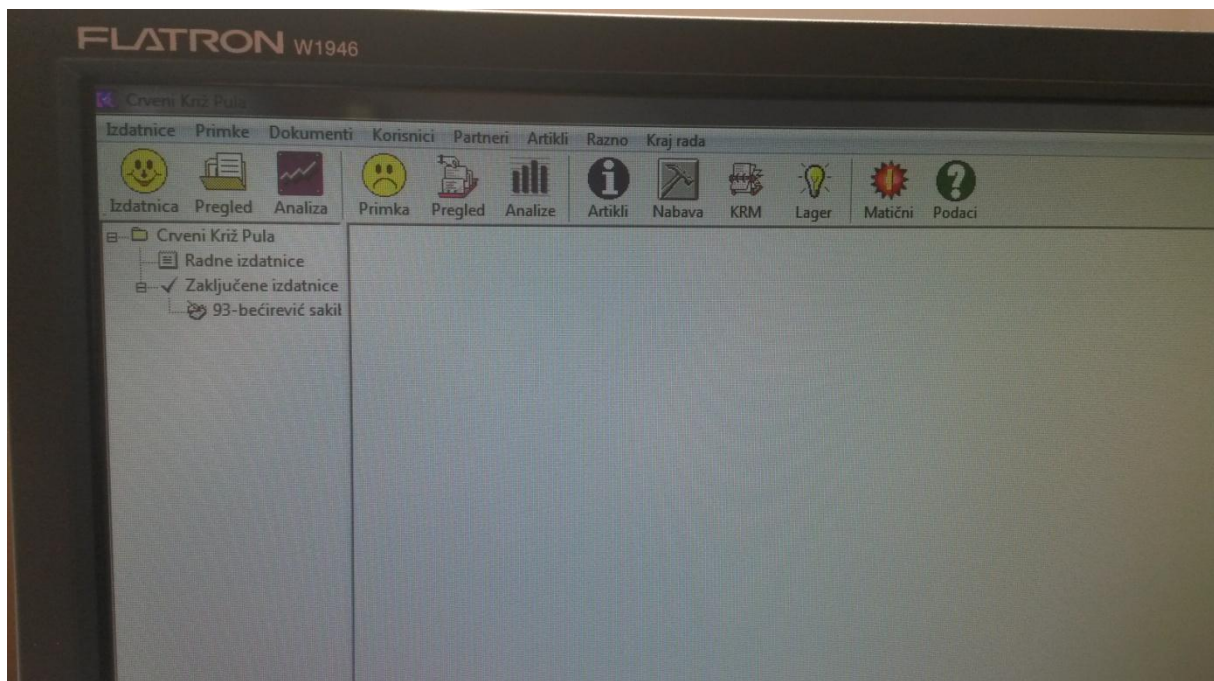 FLATRON W1946
Crveni Križ Pula
Izdatnice Primke Dokumenti Korisnici Partneri Artikli Razno Kraj rada
Izdatnica Pregled Analiza Primka Pregled Analize Artikli Nabava KRM Lager Matični Podaci
Crveni Križ Pula
Radne izdatnice
Zaključene izdatnice
93-bećirević sakil